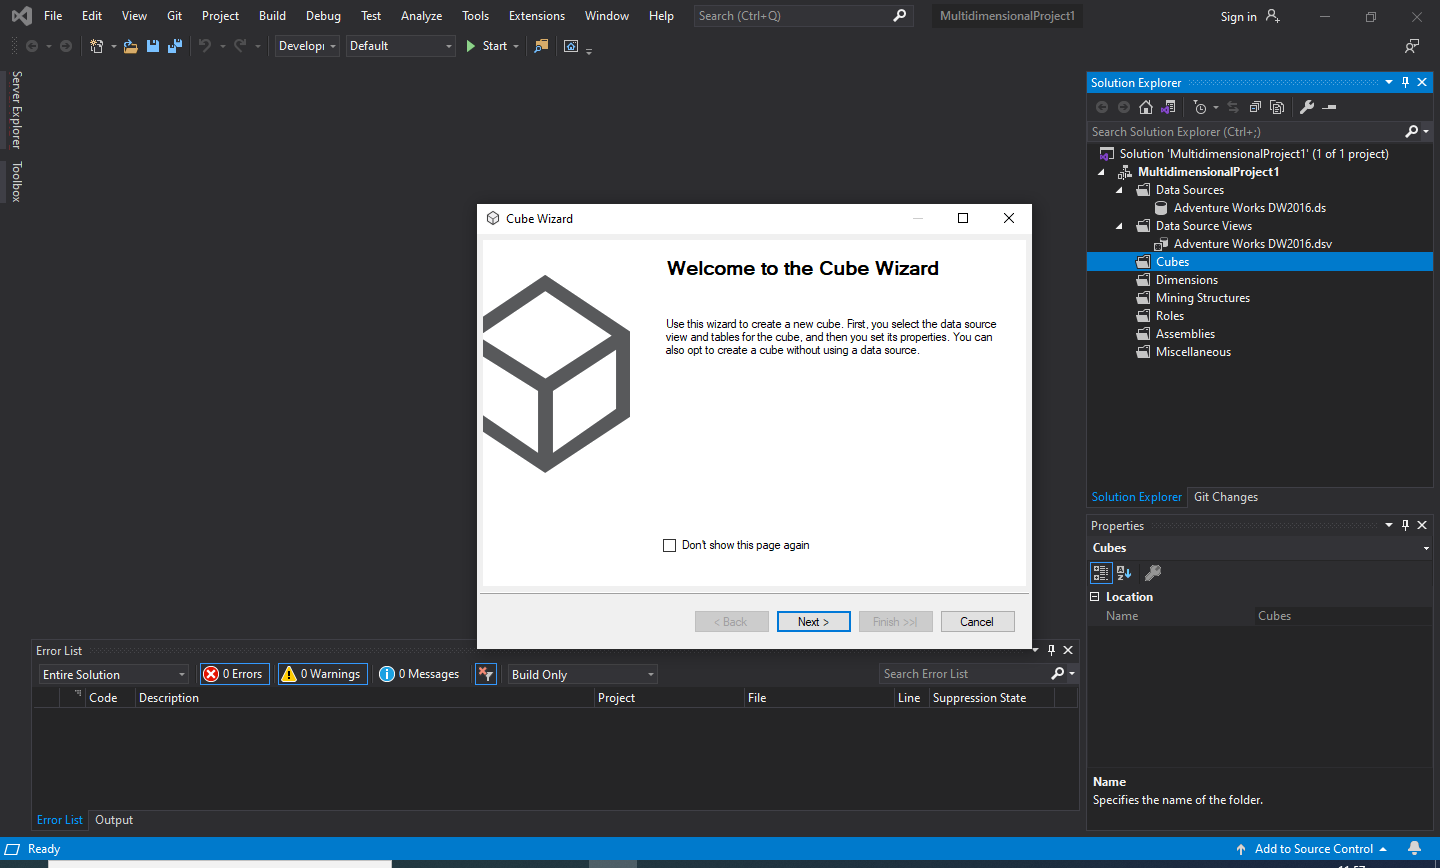 File Edit View Git Project Build Debug Test Analyze Tools Extensions Window Help Search (Ctrl+Q) MultidimensionalProject1 Sign in
Develop Default Start
Server Explorer
Toolbox
Solution Explorer
Search Solution Explorer (Ctrl+;)
Solution 'MultidimensionalProject1' (1 of 1 project)
MultidimensionalProject1
Data Sources
Adventure Works DW2016.ds
Data Source Views
Adventure Works DW2016.dsv
Cubes
Dimensions
Mining Structures
Roles
Assemblies
Miscellaneous
Solution Explorer Git Changes
Cube Wizard
Welcome to the Cube Wizard
Use this wizard to create a new cube. First, you select the data source
view and tables for the cube, and then you set its properties. You can
also opt to create a cube without using a data source.
Don't show this page again
< Back Next > Finish >>| Cancel
Properties
Cubes
Location
Name Cubes
Name
Specifies the name of the folder.
Error List
Entire Solution 0 Errors 0 Warnings 0 Messages Build Only Search Error List
Code Description Project File Line Suppression State
Error List Output
Ready Add to Source Control